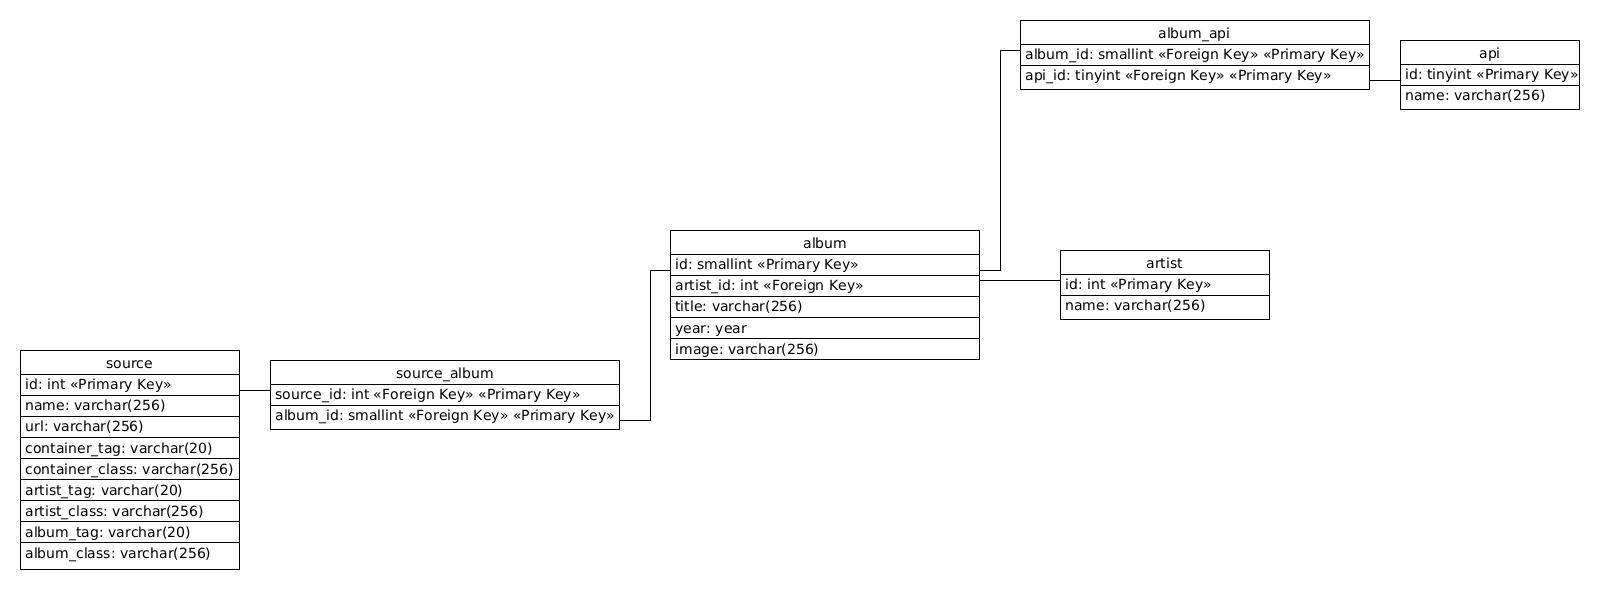 album_api
album_id: smallint «Foreign Key» «Primary Key»
api_id: tinyint «Foreign Key» «Primary Key»
api
id: tinyint «Primary Key»
name: varchar(256)
album
id: smallint «Primary Key»
artist_id: int «Foreign Key»
title: varchar(256)
year: year
image: varchar(256)
artist
id: int «Primary Key»
name: varchar(256)
source
id: int «Primary Key»
name: varchar(256)
url: varchar(256)
container_tag: varchar(20)
container_class: varchar(256)
artist_tag: varchar(20)
artist_class: varchar(256)
album_tag: varchar(20)
album_class: varchar(256)
source_album
source_id: int «Foreign Key» «Primary Key»
album_id: smallint «Foreign Key» «Primary Key»